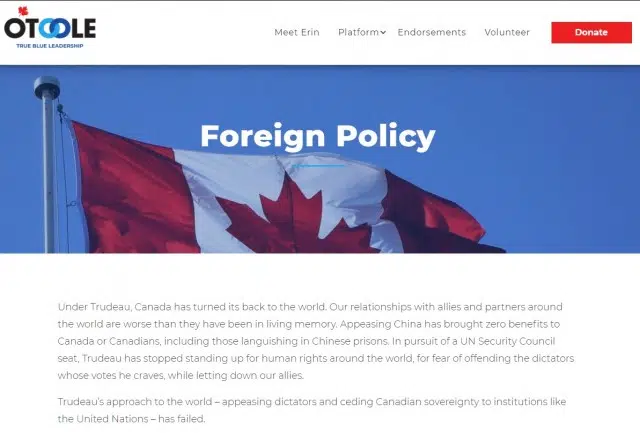 OTOOLE
TRUE BLUE LEADERSHIP
Meet Erin
Platform
Endorsements
Volunteer
Donate
Foreign Policy
Under Trudeau, Canada has turned its back to the world. Our relationships with allies and partners around
the world are worse than they have been in living memory. Appeasing China has brought zero benefits to
Canada or Canadians, including those languishing in Chinese prisons. In pursuit of a UN Security Council
seat, Trudeau has stopped standing up for human rights around the world, for fear of offending the dictators
whose votes he craves, while letting down our allies.
Trudeau's approach to the world – appeasing dictators and ceding Canadian sovereignty to institutions like
the United Nations – has failed.